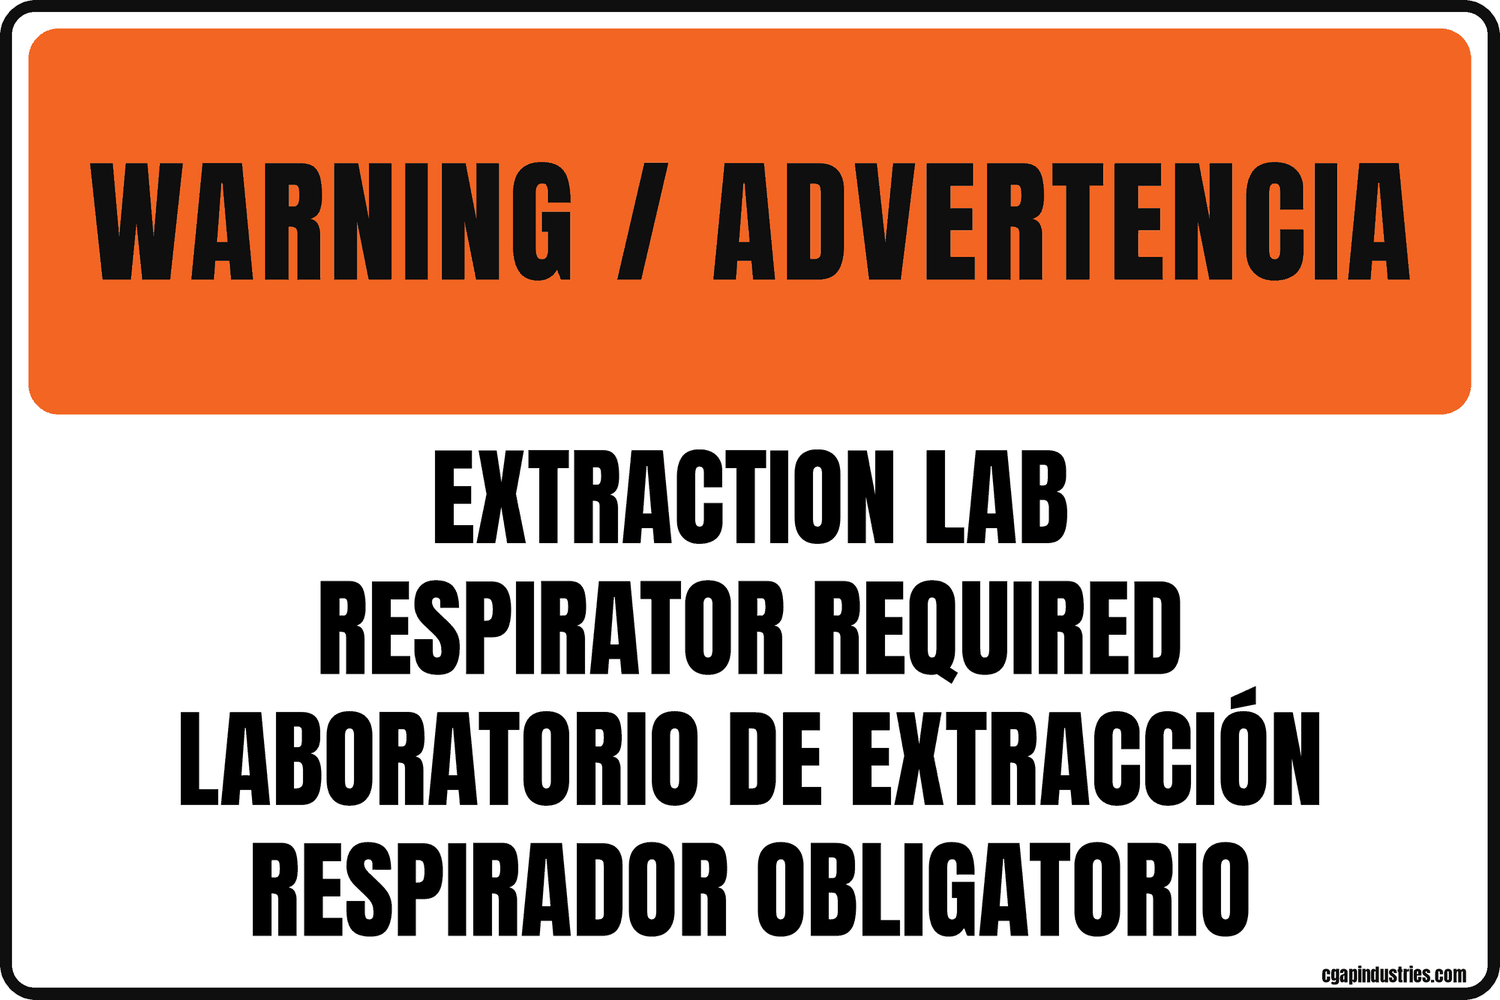 WARNING / ADVERTENCIA
EXTRACTION LAB
RESPIRATOR REQUIRED
LABORATORIO DE EXTRACCIÓN
RESPIRADOR OBLIGATORIO
cgapindustries.com